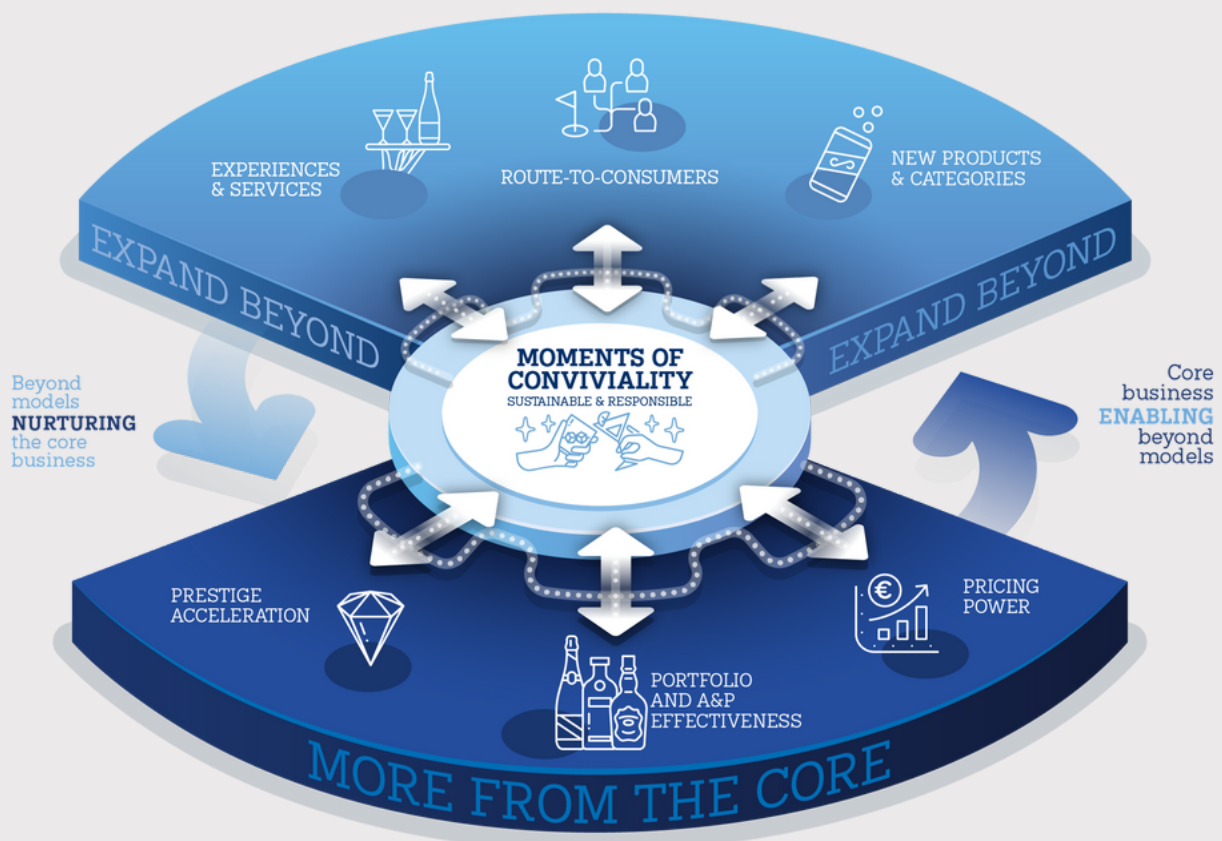 EXPERIENCES
& SERVICES
ROUTE-TO-CONSUMERS
NEW PRODUCTS
& CATEGORIES
EXPAND BEYOND
EXPAND BEYOND
MOMENTS OF
CONVIVIALITY
SUSTAINABLE & RESPONSIBLE
Beyond
models
NURTURING
the core
business
Core
business
ENABLING
beyond
models
PRESTIGE
ACCELERATION
€
PRICING
POWER
PORTFOLIO
AND A&P
EFFECTIVENESS
MORE FROM THE CORE